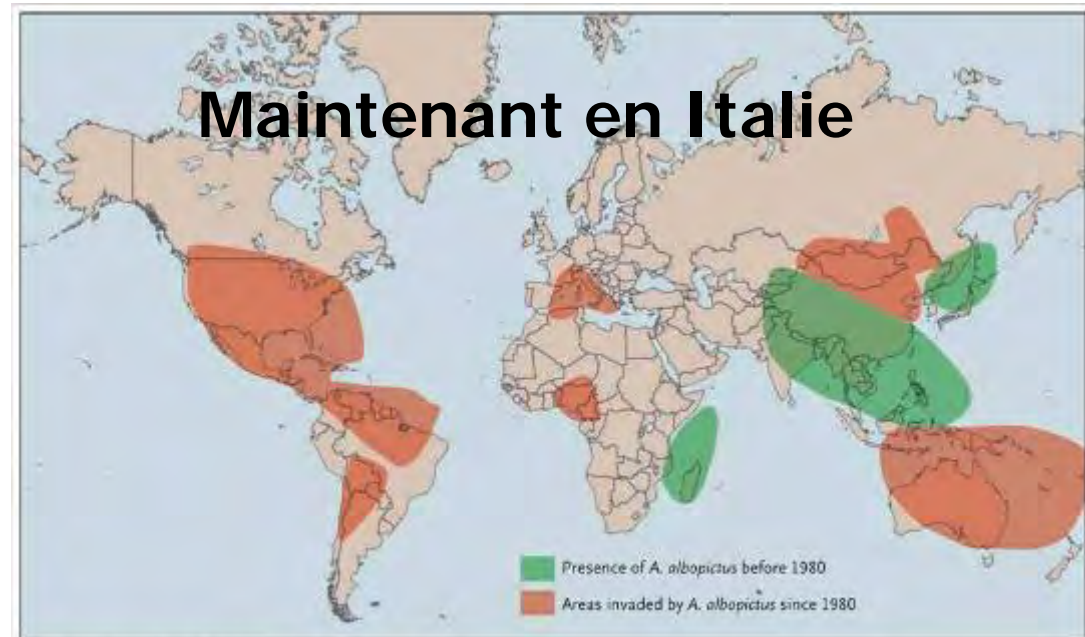 Maintenant en Italie
Presence of A. albopictus before 1980
Areas invaded by A. albopictus since 1980